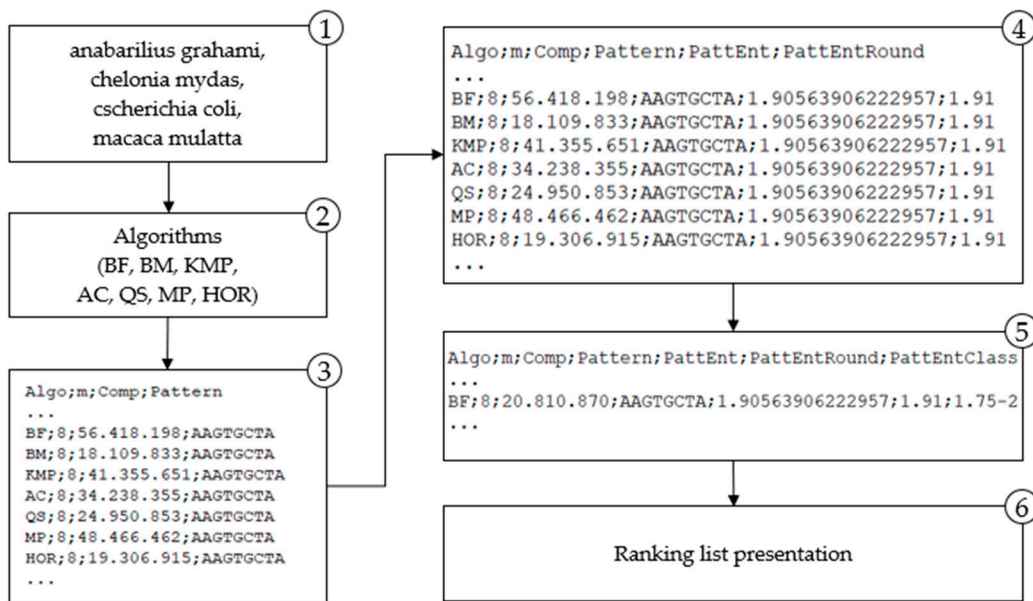 1
anabarilius grahami,
chelonia mydas,
cscherichia coli,
macaca mulatta
2
Algorithms
(BF, BM, KMP,
AC, QS, MP, HOR)
3
Algo;m;Comp;Pattern
...
BF;8;56.418.198;AAGTGCTA
BM;8;18.109.833;AAGTGCTA
KMP;8;41.355.651;AAGTGCTA
AC;8;34.238.355;AAGTGCTA
QS;8;24.950.853;AAGTGCTA
MP;8;48.466.462;AAGTGCTA
HOR;8;19.306.915;AAGTGCTA
...
4
Algo;m;Comp;Pattern;PattEnt;PattEntRound
...
BF;8;56.418.198;AAGTGCTA;1.90563906222957;1.91
BM;8;18.109.833;AAGTGCTA;1.90563906222957;1.91
KMP;8;41.355.651;AAGTGCTA;1.90563906222957;1.91
AC;8;34.238.355;AAGTGCTA;1.90563906222957;1.91
QS;8;24.950.853;AAGTGCTA;1.90563906222957;1.91
MP;8;48.466.462;AAGTGCTA;1.90563906222957;1.91
HOR;8;19.306.915;AAGTGCTA;1.90563906222957;1.91
...
5
Algo;m;Comp;Pattern;PattEnt;PattEntRound;PattEntClass
...
BF;8;20.810.870;AAGTGCTA;1.90563906222957;1.91;1.75-2
...
6
Ranking list presentation